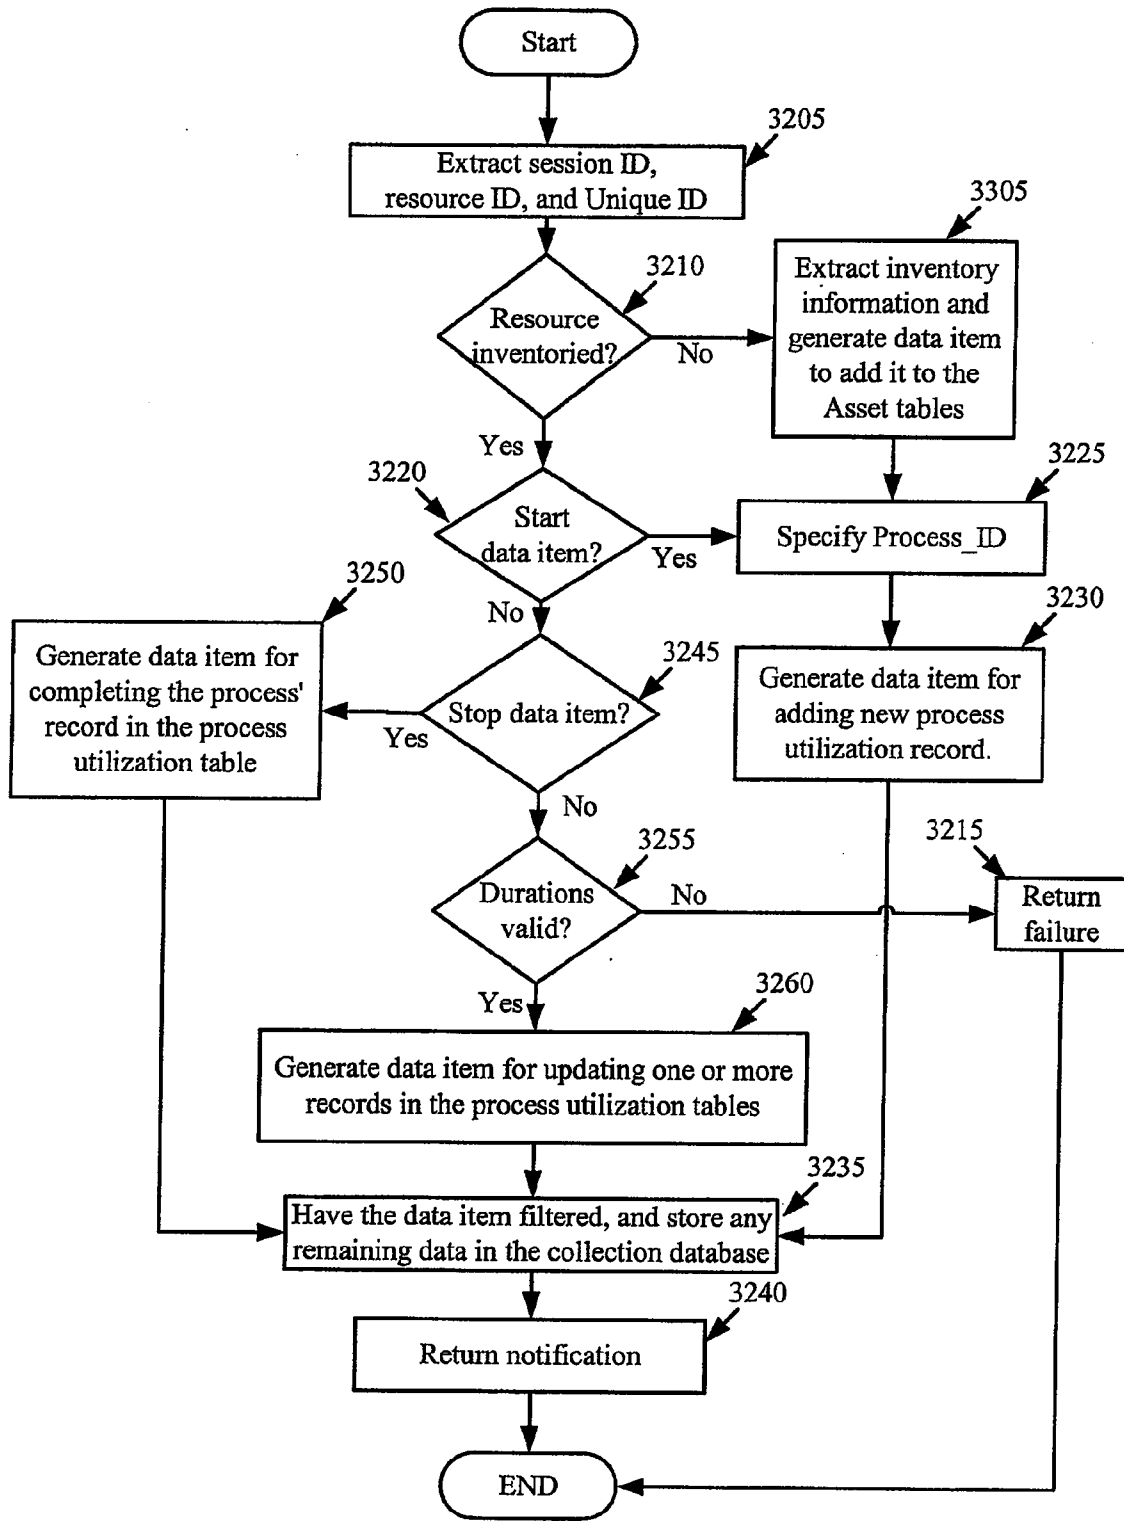 Start
3205
Extract session ID,
resource ID, and Unique ID
3305
Extract inventory
information and
generate data item
to add it to the
Asset tables
3210
Resource
inventoried?
No
Yes
3220
Start
data item?
Yes
No
3225
Specify Process_ID
3250
Generate data item for
completing the process'
record in the process
utilization table
3245
Stop data item?
Yes
No
3230
Generate data item for
adding new process
utilization record.
3255
Durations
valid?
No
Yes
3215
Return
failure
3260
Generate data item for updating one or more
records in the process utilization tables
3235
Have the data item filtered, and store any
remaining data in the collection database
3240
Return notification
END